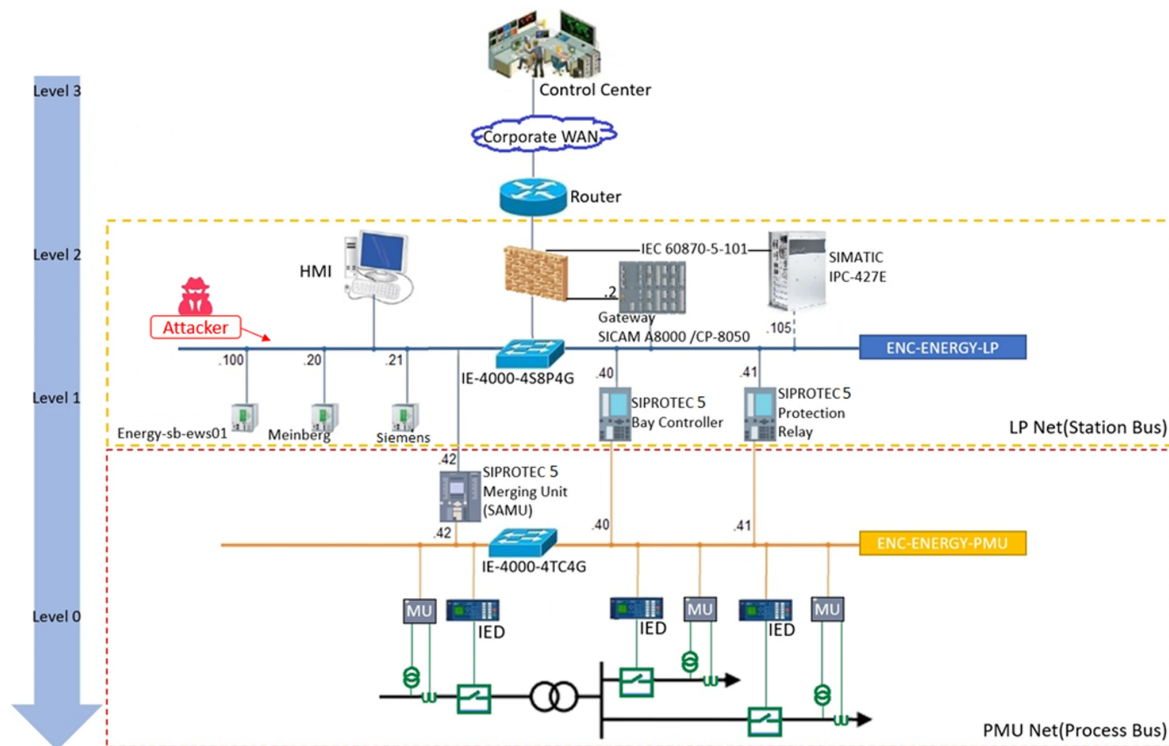 Level 3
Control Center
Corporate WAN
Router
Level 2
HMI
IEC 60870-5-101
SIMATIC
IPC-427E
.2
Gateway
SICAM A8000 /CP-8050
.105
Attacker
ENC-ENERGY-LP
.100
.20
.21
IE-4000-4S8P4G
.40
.41
Level 1
SIPROTEC 5
Bay Controller
SIPROTEC 5
Protection
Relay
Energy-sb-ews01
Meinberg
Siemens
LP Net(Station Bus)
.42
SIPROTEC 5
Merging Unit
(SAMU)
.42
.40
.41
ENC-ENERGY-PMU
IE-4000-4TC4G
Level 0
MU
IED
IED
MU
IED
MU
PMU Net(Process Bus)